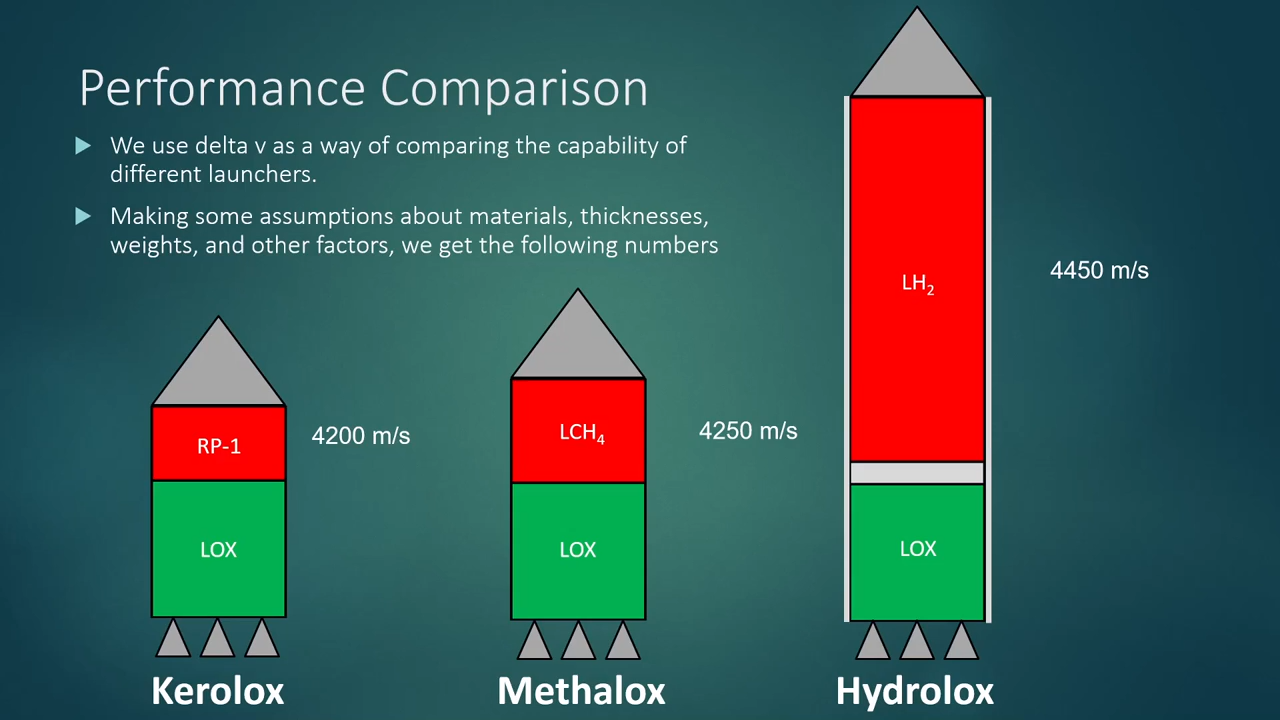 Performance Comparison
We use delta v as a way of comparing the capability of
different launchers.
Making some assumptions about materials, thicknesses,
weights, and other factors, we get the following numbers
RP-1
LOX
4200 m/s
Kerolox
LCH₄
LOX
4250 m/s
Methalox
LH₂
LOX
4450 m/s
Hydrolox